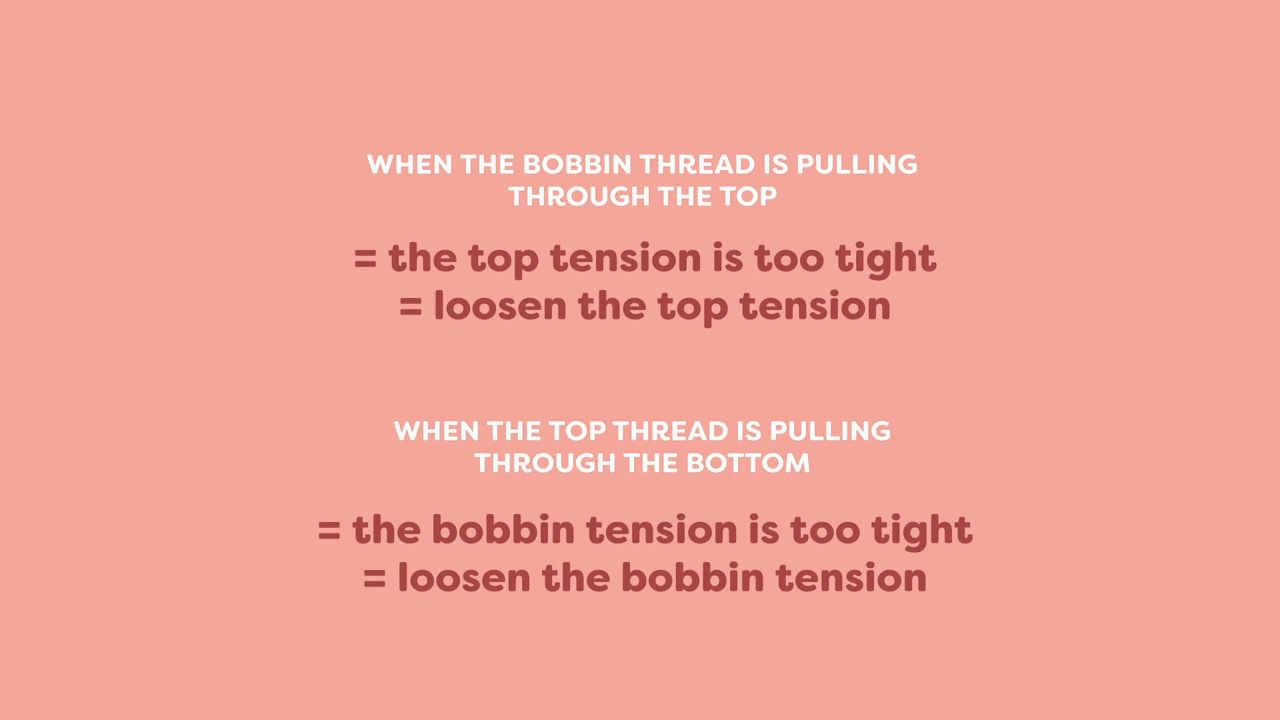 WHEN THE BOBBIN THREAD IS PULLING
THROUGH THE TOP
= the top tension is too tight
= loosen the top tension
WHEN THE TOP THREAD IS PULLING
THROUGH THE BOTTOM
= the bobbin tension is too tight
= loosen the bobbin tension